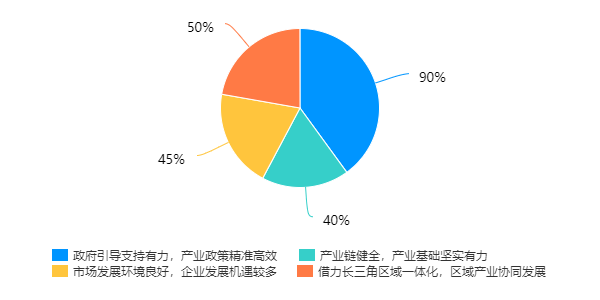 50%
90%
45%
40%
政府引导支持有力，产业政策精准高效
产业链健全，产业基础坚实有力
市场发展环境良好，企业发展机遇较多
借力长三角区域一体化，区域产业协同发展